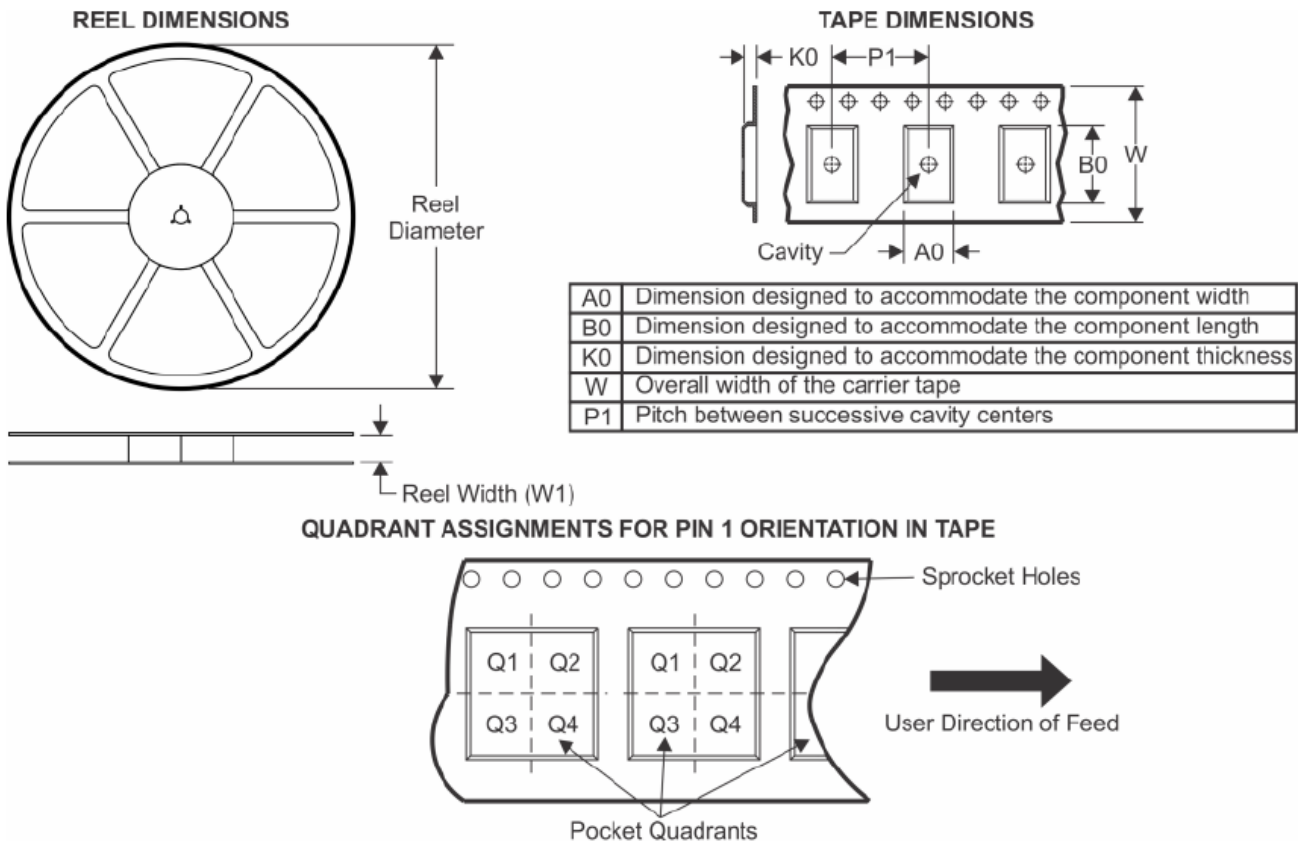 REEL DIMENSIONS
Reel
Diameter
Reel Width (W1)
TAPE DIMENSIONS
K0
P1
B0
W
Cavity
A0
A0 Dimension designed to accommodate the component width
B0 Dimension designed to accommodate the component length
K0 Dimension designed to accommodate the component thickness
W Overall width of the carrier tape
P1 Pitch between successive cavity centers
QUADRANT ASSIGNMENTS FOR PIN 1 ORIENTATION IN TAPE
Sprocket Holes
Q1 Q2 Q1 Q2
Q3 Q4 Q3 Q4
User Direction of Feed
Pocket Quadrants